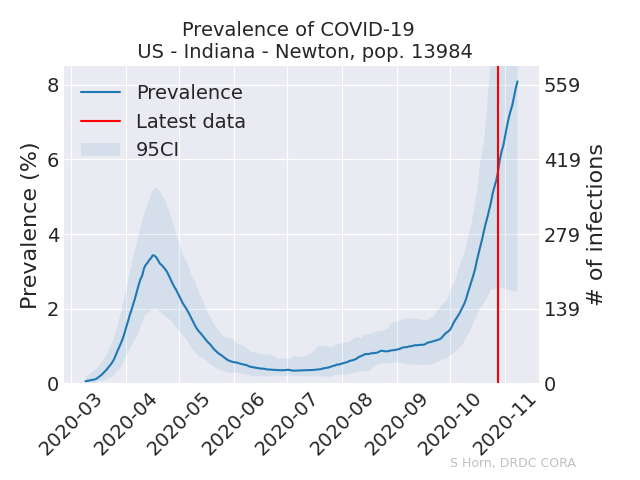 Prevalence of COVID-19
US - Indiana - Newton, pop. 13984
Prevalence
Latest data
95CI
Prevalence (%)
8
6
4
2
0
559
419
279
139
0
# of infections
2020-03
2020-04
2020-05
2020-06
2020-07
2020-08
2020-09
2020-10
2020-11
S Horn, DRDC CORA